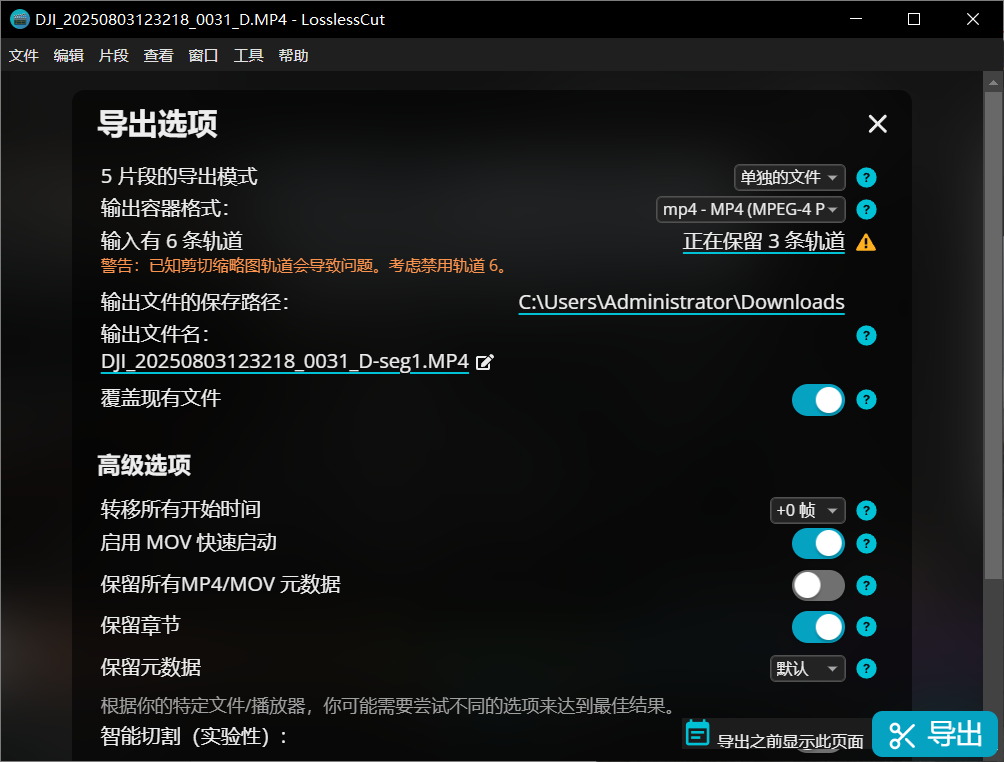 DJI_20250803123218_0031_D.MP4 - LosslessCut
文件 编辑 片段 查看 窗口 工具 帮助
导出选项
5 片段的导出模式 单独的文件
输出容器格式: mp4 - MP4 (MPEG-4 P
输入有 6 条轨道 正在保留 3 条轨道
警告：已知剪切缩略图轨道会导致问题。考虑禁用轨道 6。
输出文件的保存路径: C:\Users\Administrator\Downloads
输出文件名:
DJI_20250803123218_0031_D-seg1.MP4
覆盖现有文件
高级选项
转移所有开始时间 +0 帧
启用 MOV 快速启动
保留所有MP4/MOV 元数据
保留章节
保留元数据 默认
根据你的特定文件/播放器，你可能需要尝试不同的选项来达到最佳结果。
智能切割（实验性）:
导出之前显示此页面 导出